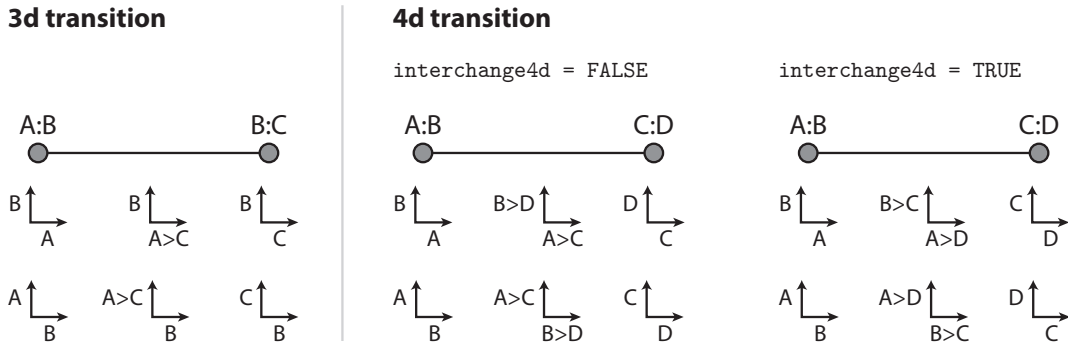 3d transition
4d transition
interchange4d = FALSE
interchange4d = TRUE
A:B B:C
A:B C:D
A:B C:D
B B B
A A>C C
B B>D D
A A>C C
B B>C C
A A>D D
A A>C C
B B B
A A>C C
B B>D D
A A>D D
B B>C C